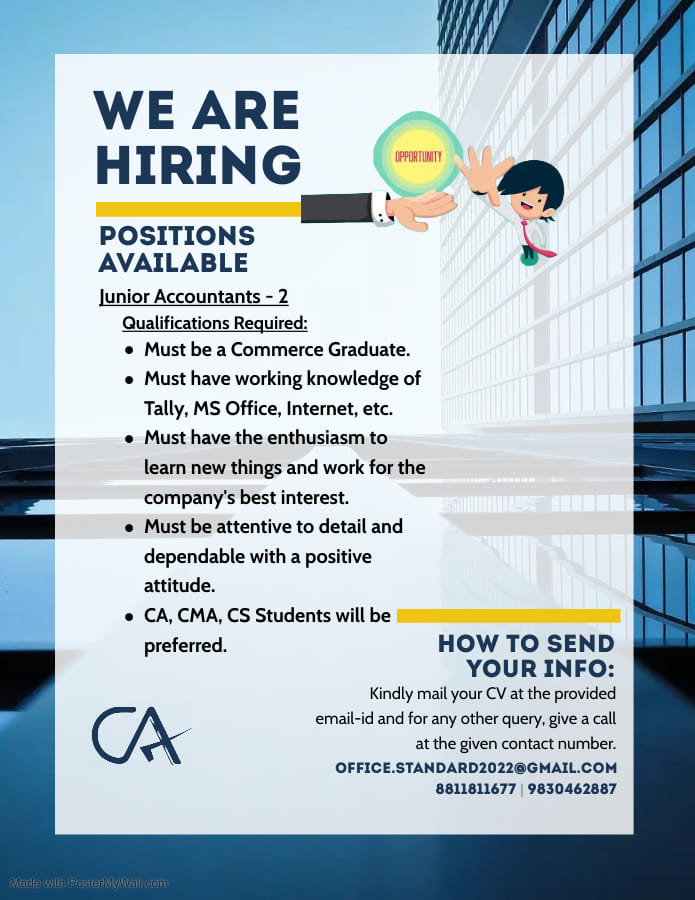 WE ARE
HIRING
OPPORTUNITY
POSITIONS
AVAILABLE
Junior Accountants - 2
Qualifications Required:
● Must be a Commerce Graduate.
● Must have working knowledge of
Tally, MS Office, Internet, etc.
● Must have the enthusiasm to
learn new things and work for the
company's best interest.
● Must be attentive to detail and
dependable with a positive
attitude.
● CA, CMA, CS Students will be
preferred.
HOW TO SEND
YOUR INFO:
Kindly mail your CV at the provided
email-id and for any other query, give a call
at the given contact number.
OFFICE.STANDARD2022@GMAIL.COM
8811811677 | 9830462887
CA
Made with PosterMyWall.com